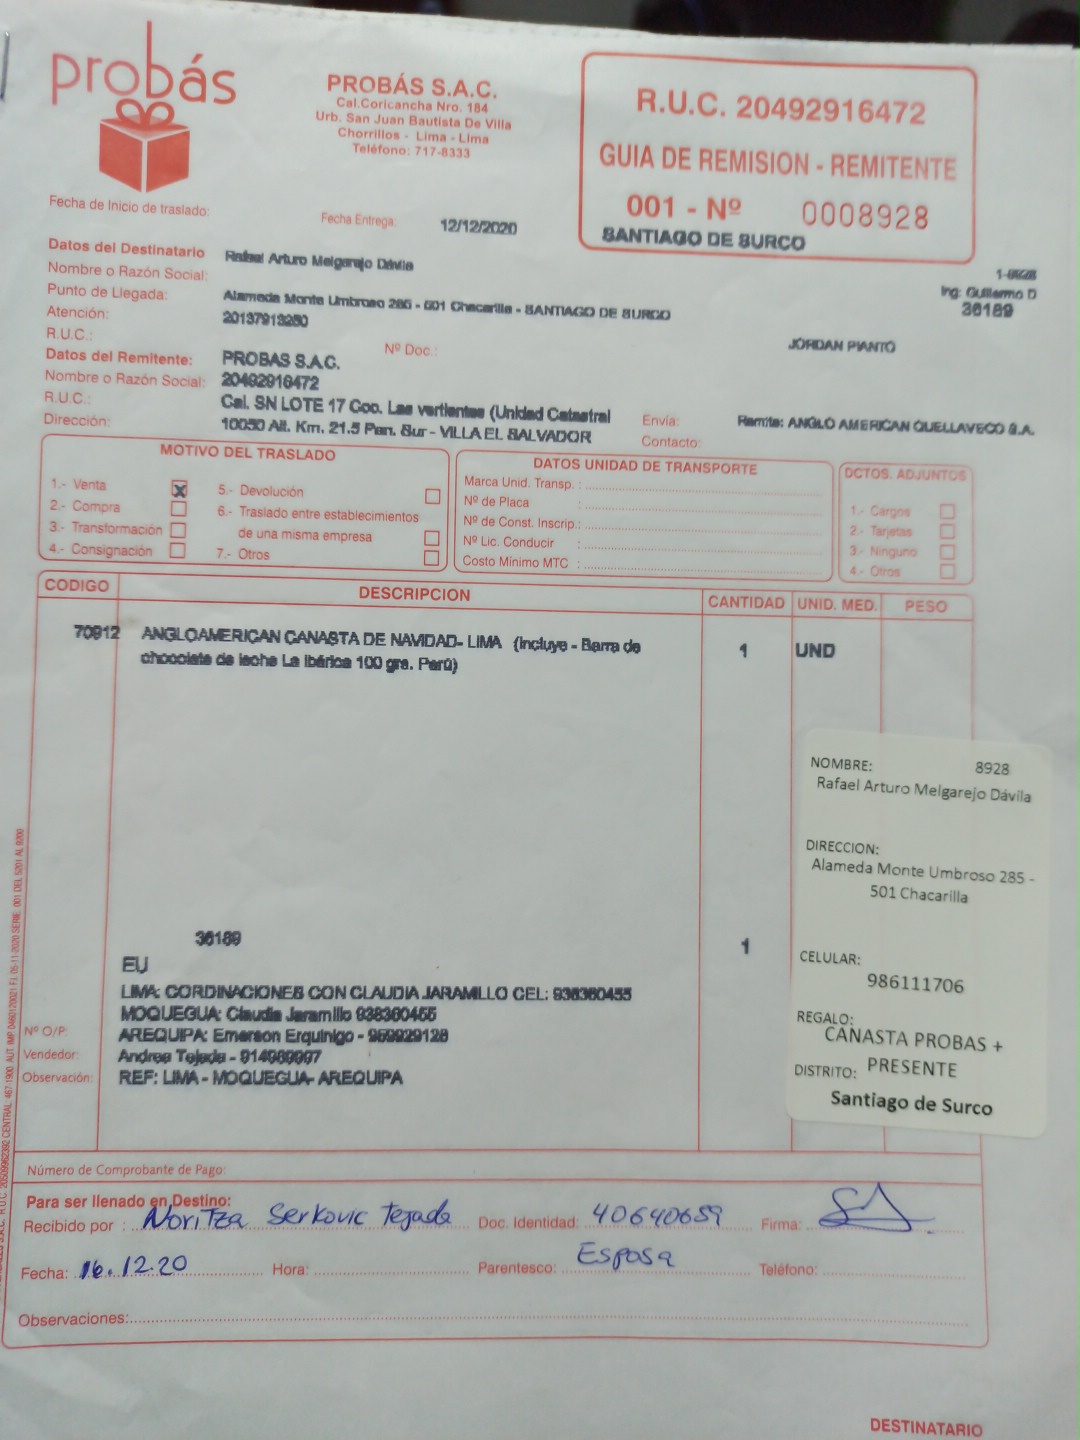 probás
PROBÁS S.A.C.
Cal.Coricancha Nro. 184
Urb. San Juan Bautista De Villa
Chorrillos - Lima - Lima
Teléfono: 717-8333
R.U.C. 20492916472
GUIA DE REMISION - REMITENTE
001 - Nº 0008928
SANTIAGO DE SURCO
Fecha de Inicio de traslado:
Fecha Entrega: 12/12/2020
1-8928
Ing: Guillermo D
36189
Datos del Destinatario
Nombre o Razón Social: Rafael Arturo Melgarejo Dávila
Punto de Llegada: Alameda Monte Umbroso 285 - 501 Chacarilla - SANTIAGO DE SURCO
Atención: 20137913250
R.U.C.:
Nº Doc.:
JORDAN PIANTO
Datos del Remitente: PROBAS S.A.C.
Nombre o Razón Social: 20492916472
R.U.C.: Cal. SN LOTE 17 Coo. Las vertientes (Unidad Catastral
Dirección: 10050 Alt. Km. 21.5 Pan. Sur - VILLA EL SALVADOR
Envía: Remite: ANGLO AMERICAN QUELLAVECO S.A.
Contacto:
MOTIVO DEL TRASLADO
1.- Venta X
2.- Compra
3.- Transformación
4.- Consignación
5.- Devolución
6.- Traslado entre establecimientos
de una misma empresa
7.- Otros
DATOS UNIDAD DE TRANSPORTE
Marca Unid. Transp. :
Nº de Placa :
Nº de Const. Inscrip.:
Nº Lic. Conducir :
Costo Mínimo MTC :
DCTOS. ADJUNTOS
1.- Cargos
2.- Tarjetas
3.- Ninguno
4.- Otros
CODIGO DESCRIPCION CANTIDAD UNID. MED. PESO
70912 ANGLOAMERICAN CANASTA DE NAVIDAD- LIMA (Incluye - Barra de 1 UND
chocolate de leche La Ibérica 100 grs. Perú)
NOMBRE: 8928
Rafael Arturo Melgarejo Dávila
DIRECCION:
Alameda Monte Umbroso 285 -
501 Chacarilla
CELULAR:
986111706
REGALO:
CANASTA PROBAS +
PRESENTE
DISTRITO:
Santiago de Surco
36189 1
EU
LIMA: CORDINACIONES CON CLAUDIA JARAMILLO CEL: 938360455
MOQUEGUA: Claudia Jaramillo 938360455
Nº O/P: AREQUIPA: Emerson Erquinigo - 959929128
Vendedor: Andrea Tejada - 914989997
Observación: REF: LIMA - MOQUEGUA- AREQUIPA
Número de Comprobante de Pago:
Para ser llenado en Destino:
Recibido por : Noritza Serkovic Tejada Doc. Identidad: 40640659 Firma:
Fecha: 16.12.20 Hora: Parentesco: Esposa Teléfono:
Observaciones:
DESTINATARIO